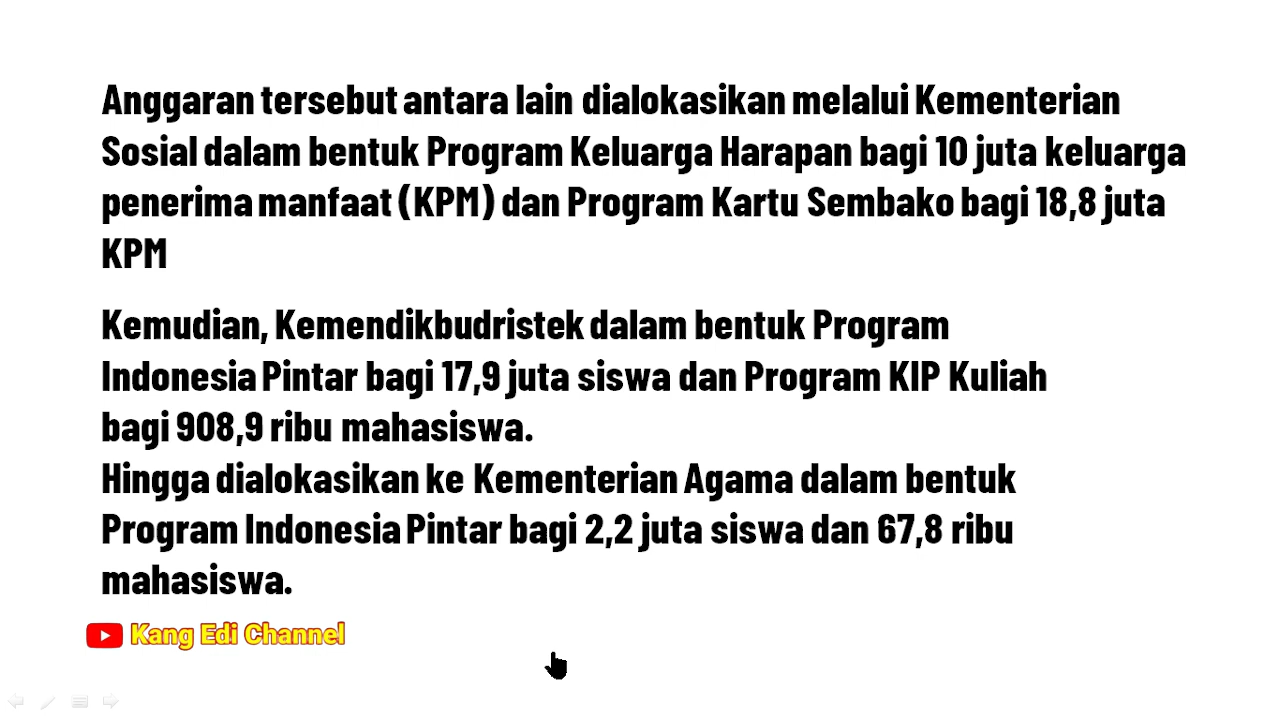 Anggaran tersebut antara lain dialokasikan melalui Kementerian
Sosial dalam bentuk Program Keluarga Harapan bagi 10 juta keluarga
penerima manfaat (KPM) dan Program Kartu Sembako bagi 18,8 juta
KPM
Kemudian, Kemendikbudristek dalam bentuk Program
Indonesia Pintar bagi 17,9 juta siswa dan Program KIP Kuliah
bagi 908,9 ribu mahasiswa.
Hingga dialokasikan ke Kementerian Agama dalam bentuk
Program Indonesia Pintar bagi 2,2 juta siswa dan 67,8 ribu
mahasiswa.
Kang Edi Channel